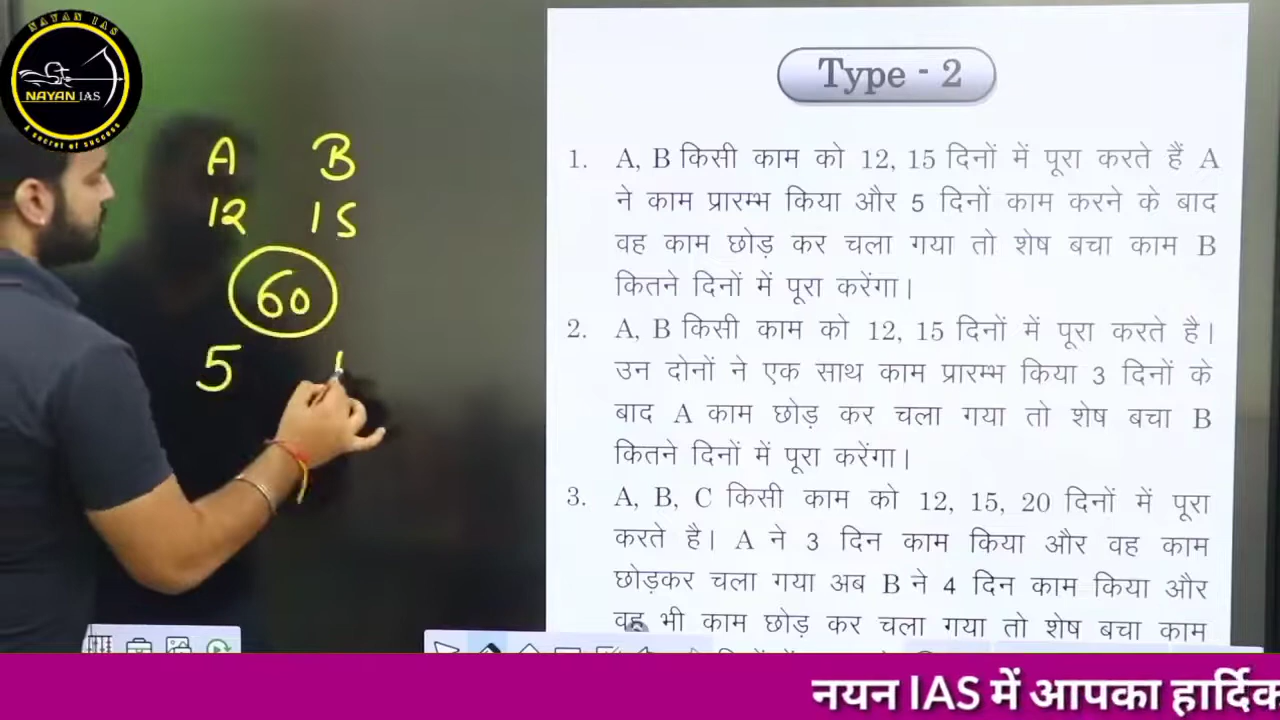 NAYAN IAS
NAYAN IAS
A secret of success
A B
12 15
60
5
Type - 2
1. A, B किसी काम को 12, 15 दिनों में पूरा करते हैं A
ने काम प्रारम्भ किया और 5 दिनों काम करने के बाद
वह काम छोड़ कर चला गया तो शेष बचा काम B
कितने दिनों में पूरा करेंगा।
2. A, B किसी काम को 12, 15 दिनों में पूरा करते है।
उन दोनों ने एक साथ काम प्रारम्भ किया 3 दिनों के
बाद A काम छोड़ कर चला गया तो शेष बचा B
कितने दिनों में पूरा करेंगा।
3. A, B, C किसी काम को 12, 15, 20 दिनों में पूरा
करते है। A ने 3 दिन काम किया और वह काम
छोड़कर चला गया अब B ने 4 दिन काम किया और
वह भी काम छोड़ कर चला गया तो शेष बचा काम
नयन IAS में आपका हार्दिक